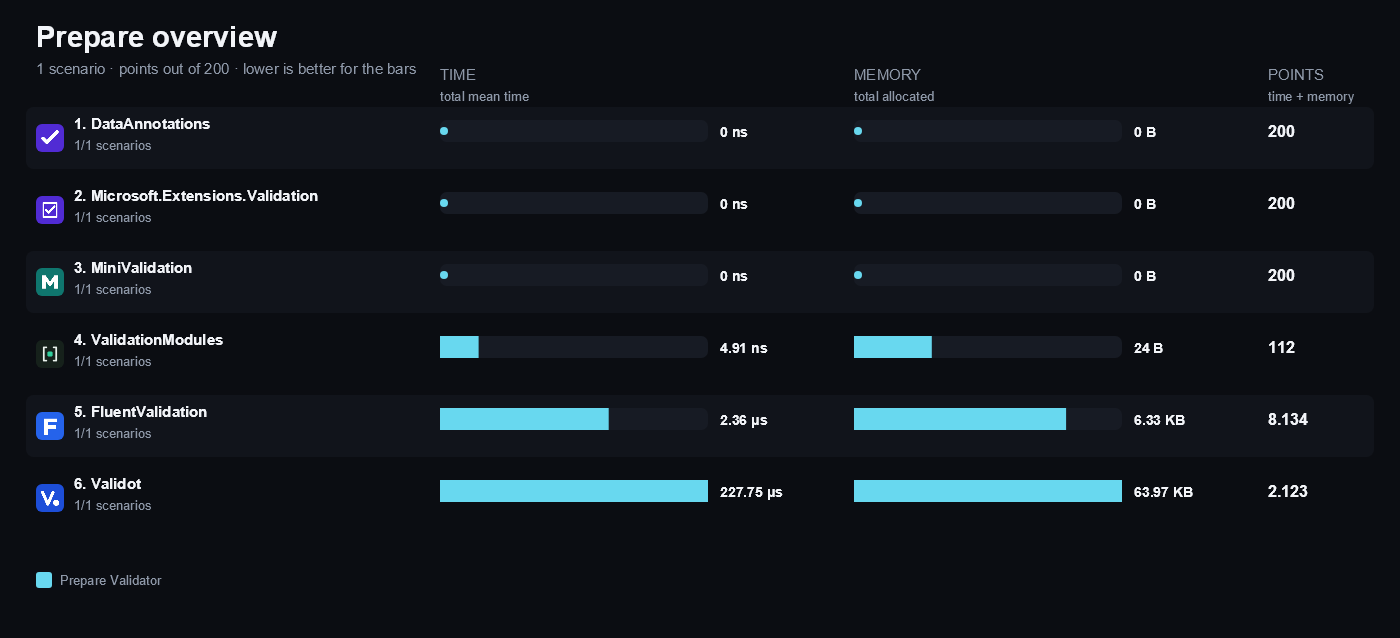 Prepare overview
1 scenario · points out of 200 · lower is better for the bars
TIME
total mean time
MEMORY
total allocated
POINTS
time + memory
1. DataAnnotations
1/1 scenarios
0 ns
0 B
200
2. Microsoft.Extensions.Validation
1/1 scenarios
0 ns
0 B
200
M
3. MiniValidation
1/1 scenarios
0 ns
0 B
200
4. ValidationModules
1/1 scenarios
4.91 ns
24 B
112
F
5. FluentValidation
1/1 scenarios
2.36 µs
6.33 KB
8.134
V.
6. Validot
1/1 scenarios
227.75 µs
63.97 KB
2.123
Prepare Validator